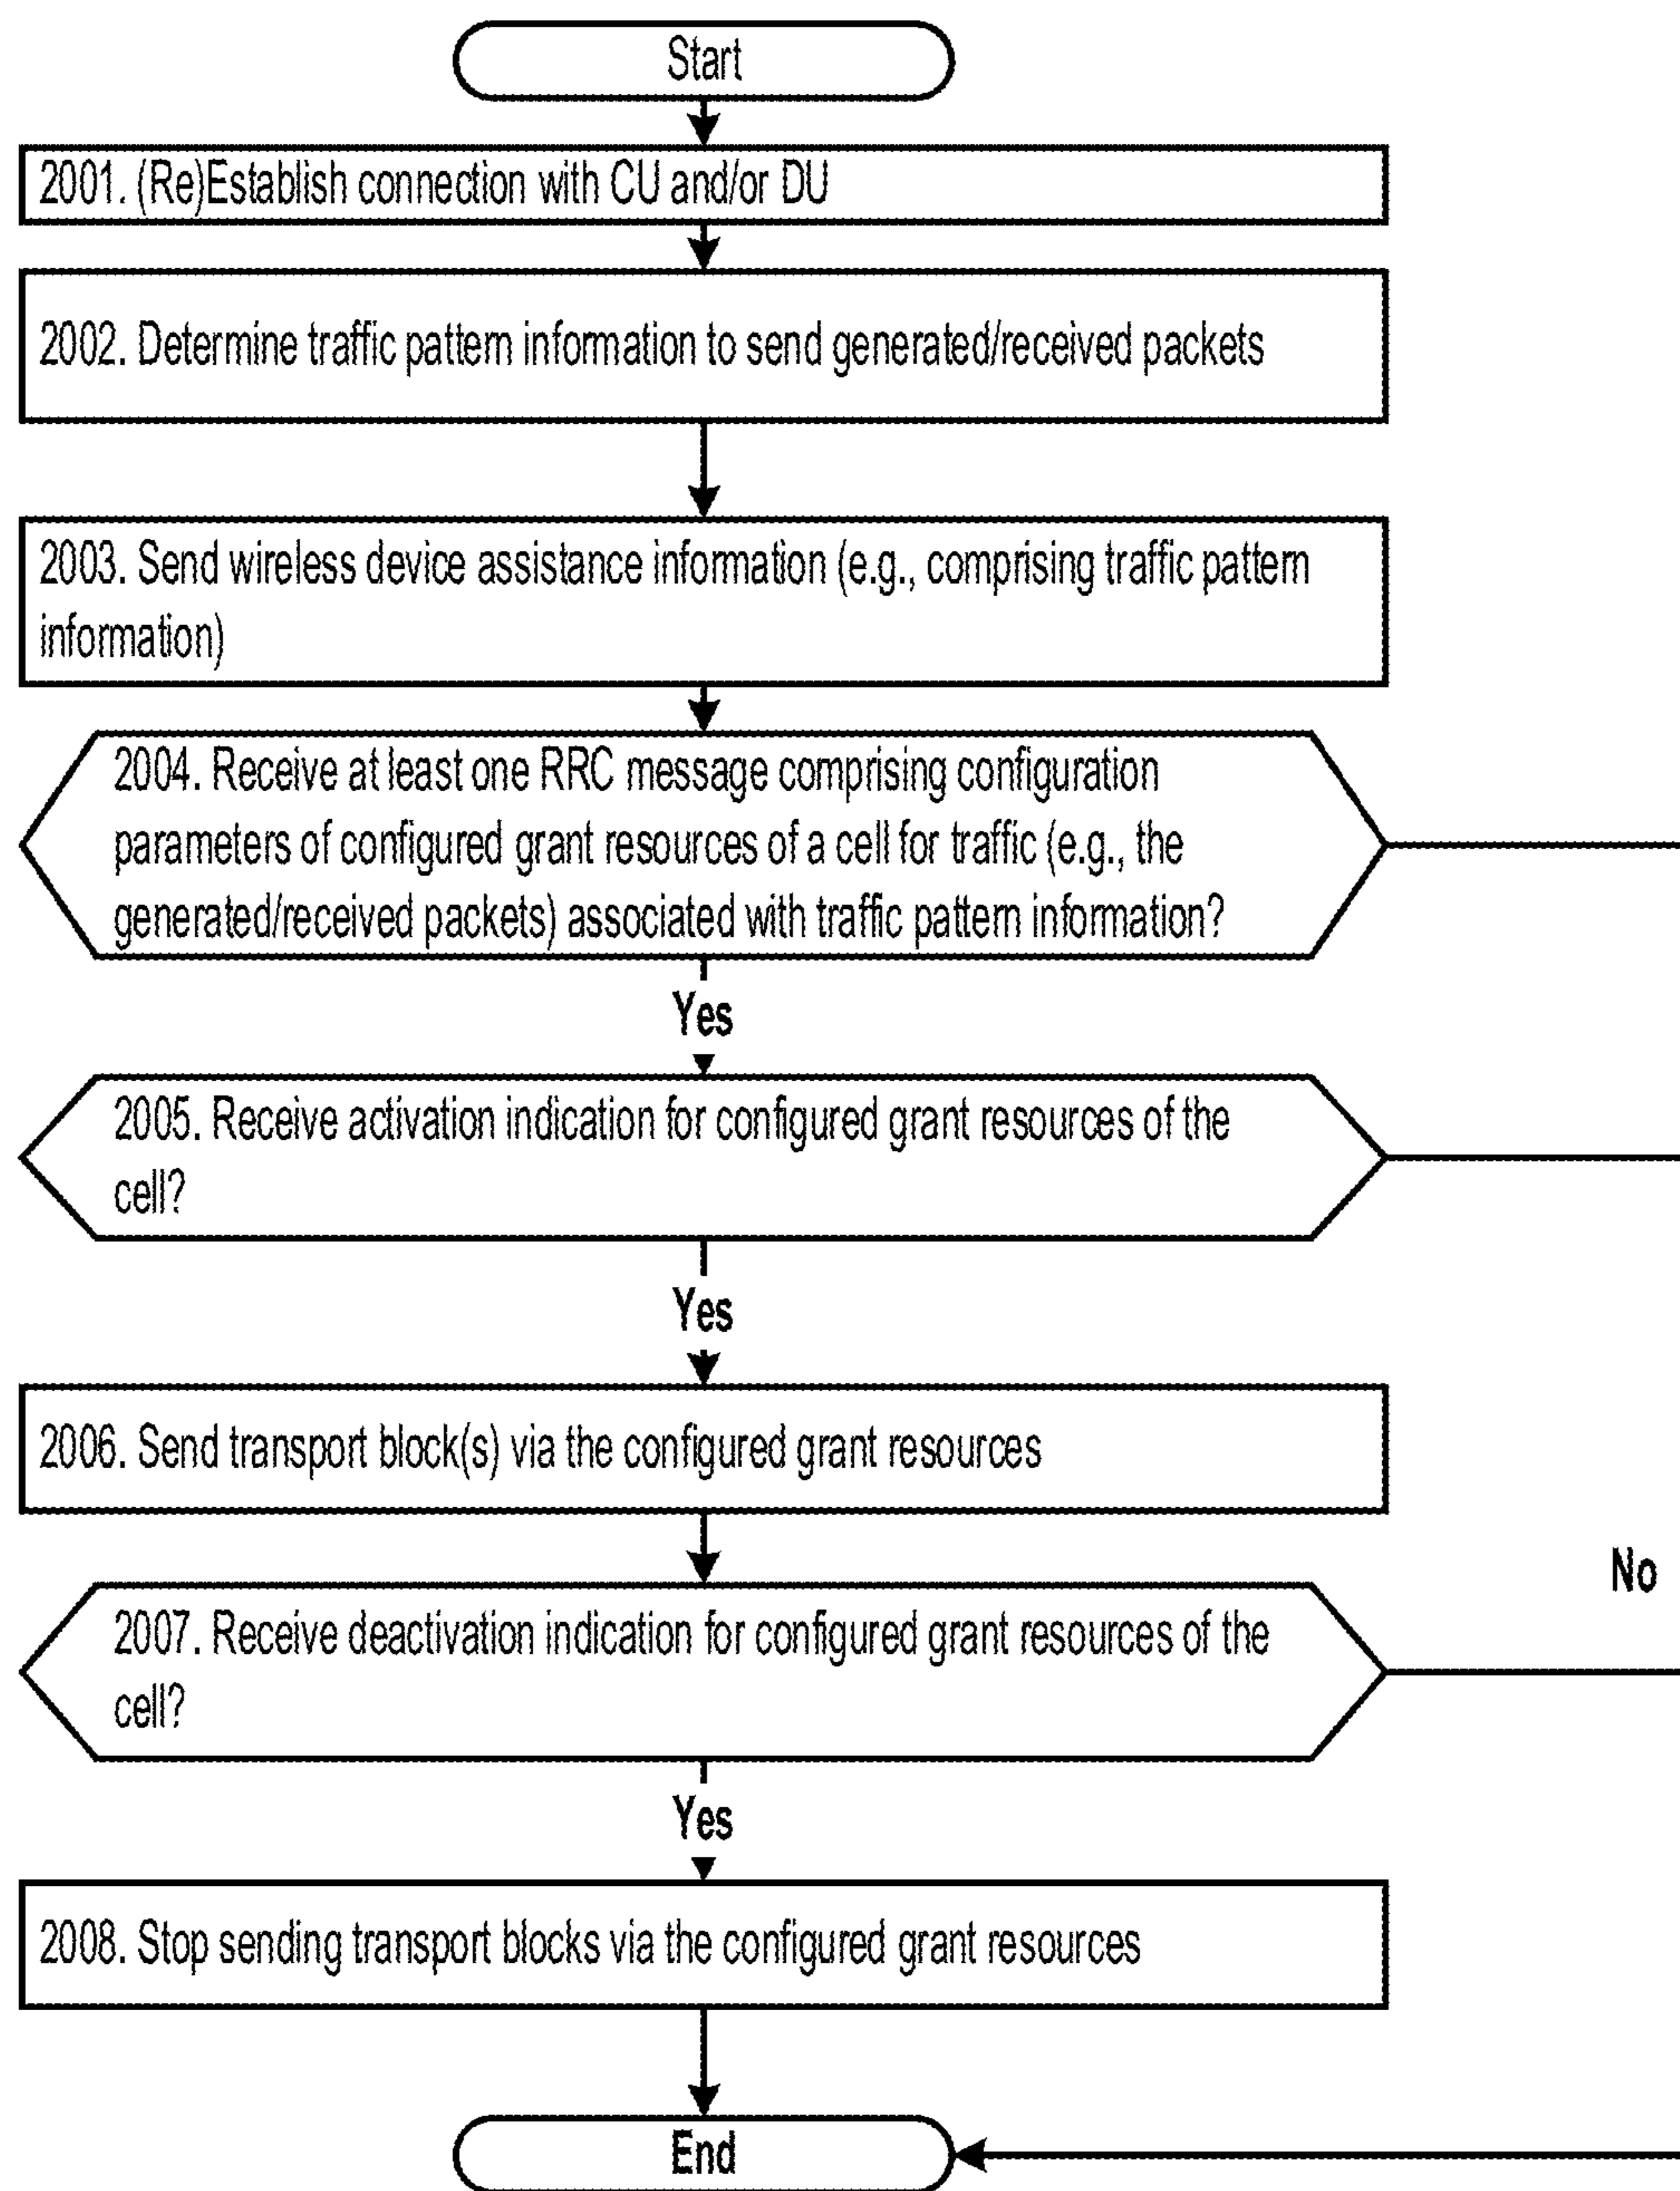 Start
2001. (Re)Establish connection with CU and/or DU
2002. Determine traffic pattern information to send generated/received packets
2003. Send wireless device assistance information (e.g., comprising traffic pattern
information)
2004. Receive at least one RRC message comprising configuration
parameters of configured grant resources of a cell for traffic (e.g., the
generated/received packets) associated with traffic pattern information?
Yes
2005. Receive activation indication for configured grant resources of the
cell?
Yes
2006. Send transport block(s) via the configured grant resources
No
2007. Receive deactivation indication for configured grant resources of the
cell?
Yes
2008. Stop sending transport blocks via the configured grant resources
End